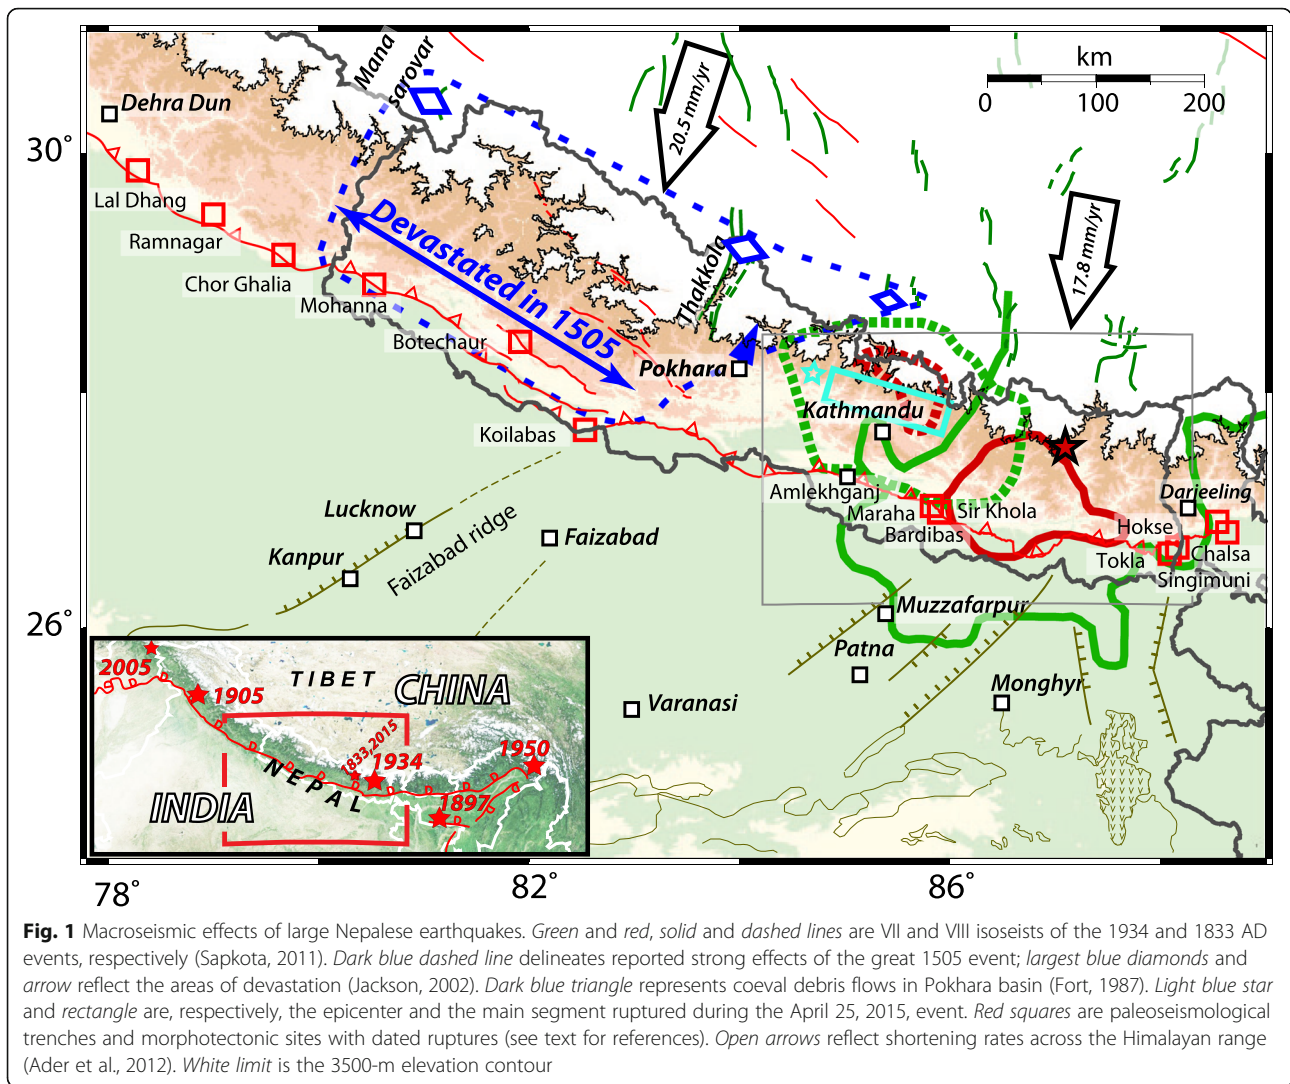 Mana
sarovar
km
0 100 200
Dehra Dun
20.5 mm/yr
30°
17.8 mm/yr
Lal Dhang
Devastated in 1505
Ramnagar
Thakkola
Chor Ghalia
Mohanna
Botechaur
Pokhara
Kathmandu
Koilabas
Amlekhganj
Darjeeling
Maraha
Sir Khola
Lucknow
Bardibas
Hokse
Faizabad ridge
Faizabad
Kanpur
Tokla
Chalsa
Singimuni
26°
Muzzafarpur
Patna
Monghyr
Varanasi
2005
TIBET
CHINA
1905
1833,2015
1934
1950
NEPAL
INDIA
1897
78° 82° 86°
Fig. 1 Macroseismic effects of large Nepalese earthquakes. Green and red, solid and dashed lines are VII and VIII isoseists of the 1934 and 1833 AD
events, respectively (Sapkota, 2011). Dark blue dashed line delineates reported strong effects of the great 1505 event; largest blue diamonds and
arrow reflect the areas of devastation (Jackson, 2002). Dark blue triangle represents coeval debris flows in Pokhara basin (Fort, 1987). Light blue star
and rectangle are, respectively, the epicenter and the main segment ruptured during the April 25, 2015, event. Red squares are paleoseismological
trenches and morphotectonic sites with dated ruptures (see text for references). Open arrows reflect shortening rates across the Himalayan range
(Ader et al., 2012). White limit is the 3500-m elevation contour